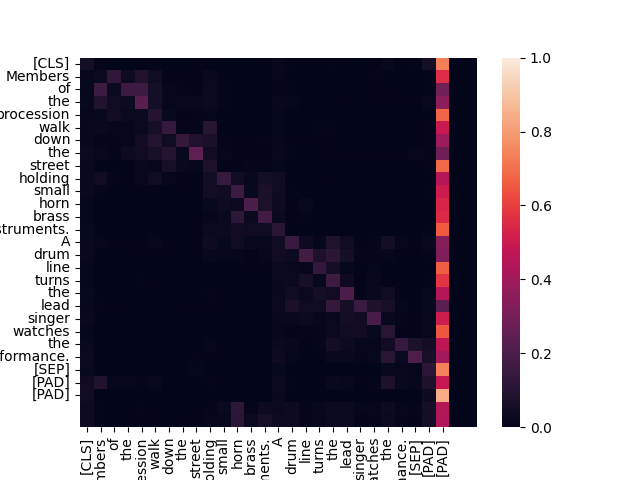 [CLS]
Members
of
the
procession
walk
down
the
street
holding
small
horn
brass
struments.
A
drum
line
turns
the
lead
singer
watches
the
formance.
[SEP]
[PAD]
[PAD]
[CLS]
mbers
of
the
ession
walk
down
the
street
olding
small
horn
brass
ments.
A
drum
line
turns
the
lead
singer
atches
the
nance.
[SEP]
[PAD]
[PAD]
1.0
0.8
0.6
0.4
0.2
0.0